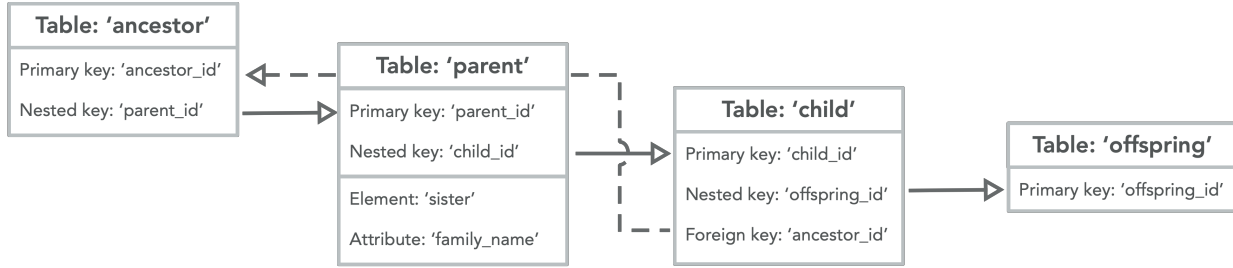 Table: ‘ancestor’
Primary key: ‘ancestor_id’
Nested key: ‘parent_id’
Table: ‘parent’
Primary key: ‘parent_id’
Nested key: ‘child_id’
Element: ‘sister’
Attribute: ‘family_name’
Table: ‘child’
Primary key: ‘child_id’
Nested key: ‘offspring_id’
Foreign key: ‘ancestor_id’
Table: ‘offspring’
Primary key: ‘offspring_id’